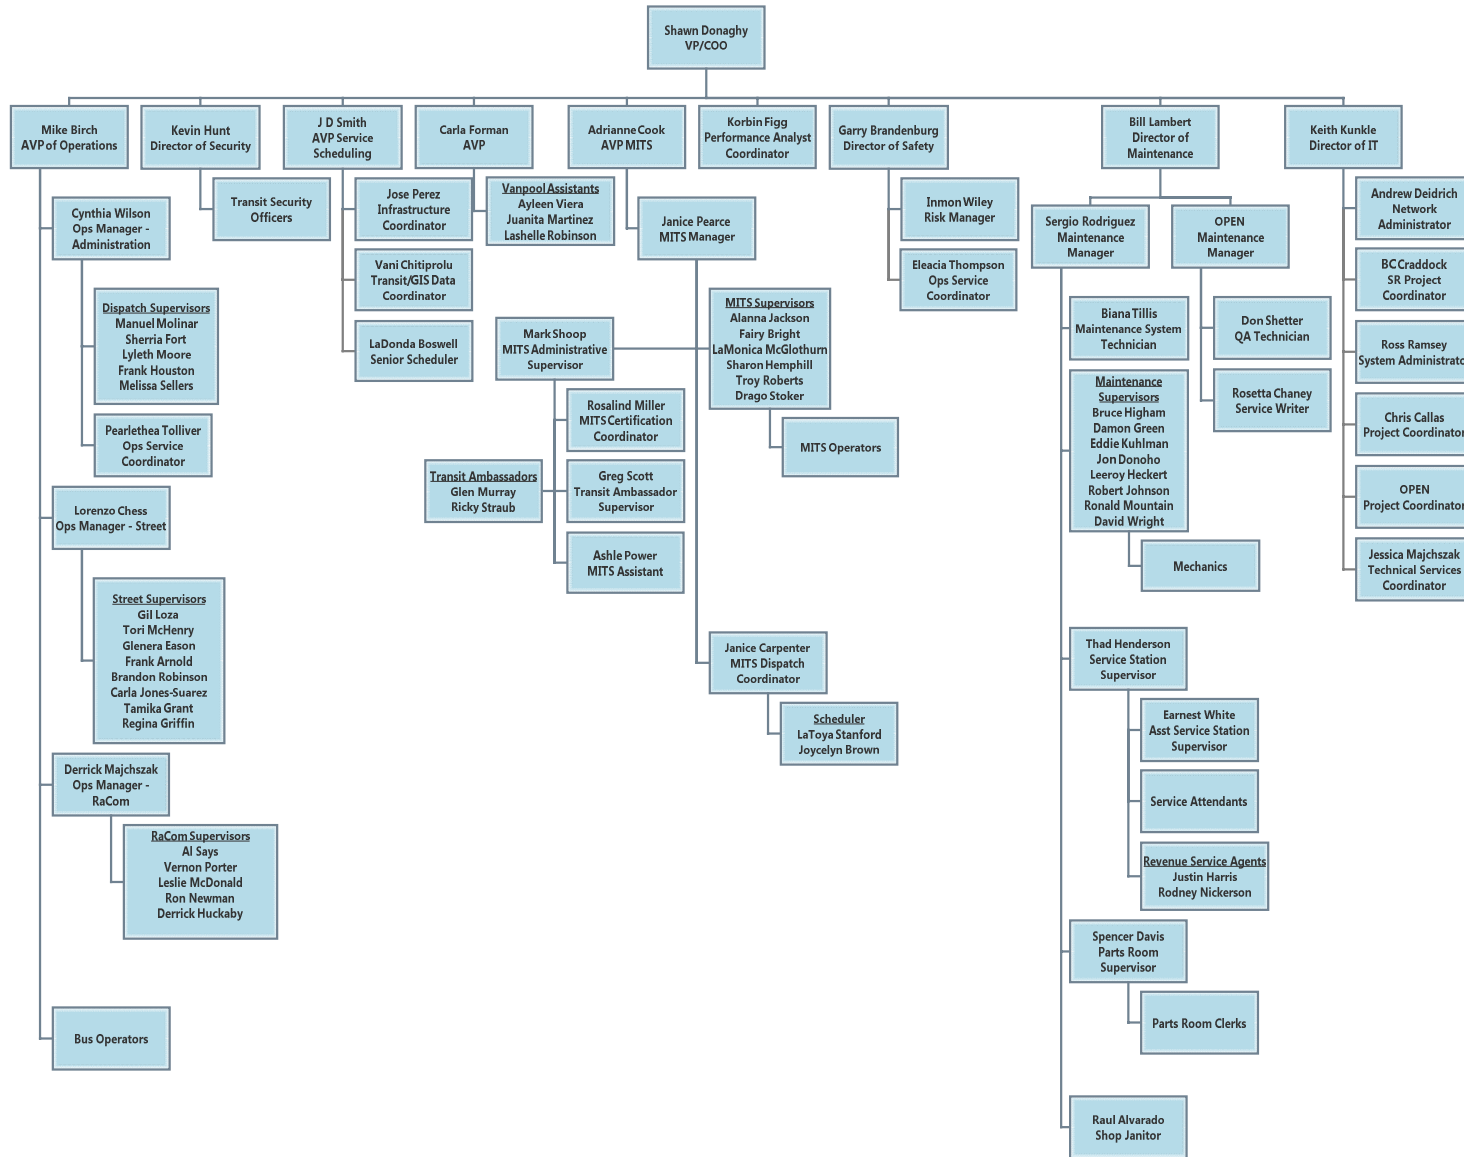 Shawn Donaghy
VP/COO
Mike Birch
AVP of Operations
Kevin Hunt
Director of Security
J D Smith
AVP Service
Scheduling
Carla Forman
AVP
Adrianne Cook
AVP MITS
Korbin Figg
Performance Analyst
Coordinator
Garry Brandenburg
Director of Safety
Bill Lambert
Director of
Maintenance
Keith Kunkle
Director of IT
Cynthia Wilson
Ops Manager -
Administration
Dispatch Supervisors
Manuel Molinar
Sherria Fort
Lyleth Moore
Frank Houston
Melissa Sellers
Pearlethea Tolliver
Ops Service
Coordinator
Lorenzo Chess
Ops Manager - Street
Street Supervisors
Gil Loza
Tori McHenry
Glenera Eason
Frank Arnold
Brandon Robinson
Carla Jones-Suarez
Tamika Grant
Regina Griffin
Derrick Majchszak
Ops Manager -
RaCom
RaCom Supervisors
Al Says
Vernon Porter
Leslie McDonald
Ron Newman
Derrick Huckaby
Bus Operators
Transit Security
Officers
Jose Perez
Infrastructure
Coordinator
Vani Chitiprolu
Transit/GIS Data
Coordinator
LaDonda Boswell
Senior Scheduler
Vanpool Assistants
Ayleen Viera
Juanita Martinez
Lashelle Robinson
Janice Pearce
MITS Manager
Mark Shoop
MITS Administrative
Supervisor
MITS Supervisors
Alanna Jackson
Fairy Bright
LaMonica McGlothurn
Sharon Hemphill
Troy Roberts
Drago Stoker
MITS Operators
Rosalind Miller
MITS Certification
Coordinator
Transit Ambassadors
Glen Murray
Ricky Straub
Greg Scott
Transit Ambassador
Supervisor
Ashle Power
MITS Assistant
Janice Carpenter
MITS Dispatch
Coordinator
Scheduler
LaToya Stanford
Joycelyn Brown
Inmon Wiley
Risk Manager
Eleacia Thompson
Ops Service
Coordinator
Sergio Rodriguez
Maintenance
Manager
OPEN
Maintenance
Manager
Biana Tillis
Maintenance System
Technician
Maintenance
Supervisors
Bruce Higham
Damon Green
Eddie Kuhlman
Jon Donoho
Leeroy Heckert
Robert Johnson
Ronald Mountain
David Wright
Mechanics
Thad Henderson
Service Station
Supervisor
Earnest White
Asst Service Station
Supervisor
Service Attendants
Revenue Service Agents
Justin Harris
Rodney Nickerson
Spencer Davis
Parts Room
Supervisor
Parts Room Clerks
Raul Alvarado
Shop Janitor
Don Shetter
QA Technician
Rosetta Chaney
Service Writer
Andrew Deidrich
Network
Administrator
BC Craddock
SR Project
Coordinator
Ross Ramsey
System Administrato
Chris Callas
Project Coordinator
OPEN
Project Coordinator
Jessica Majchszak
Technical Services
Coordinator